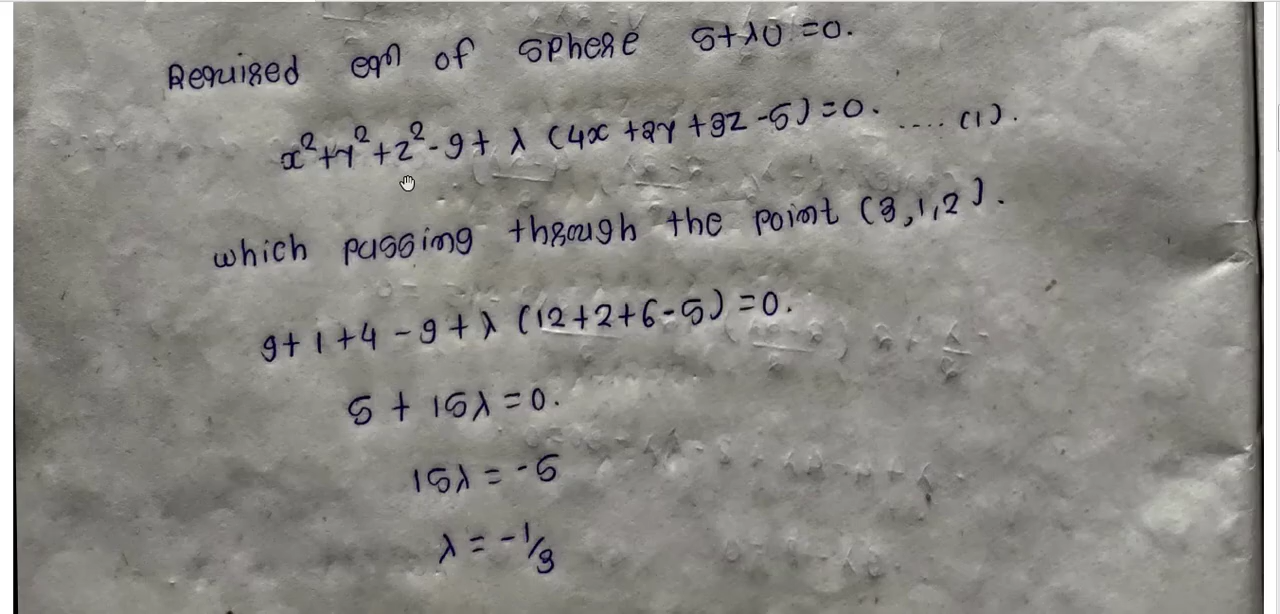 Required eqn of sphere S+λU=0.
x²+y²+z²-9+ λ (4x +2y +3z -5)=0. .... (1).
which passing through the point (3,1,2).
9+1+4-9+λ (12+2+6-5)=0.
5 + 15λ =0.
15λ = -5
λ = -1/3